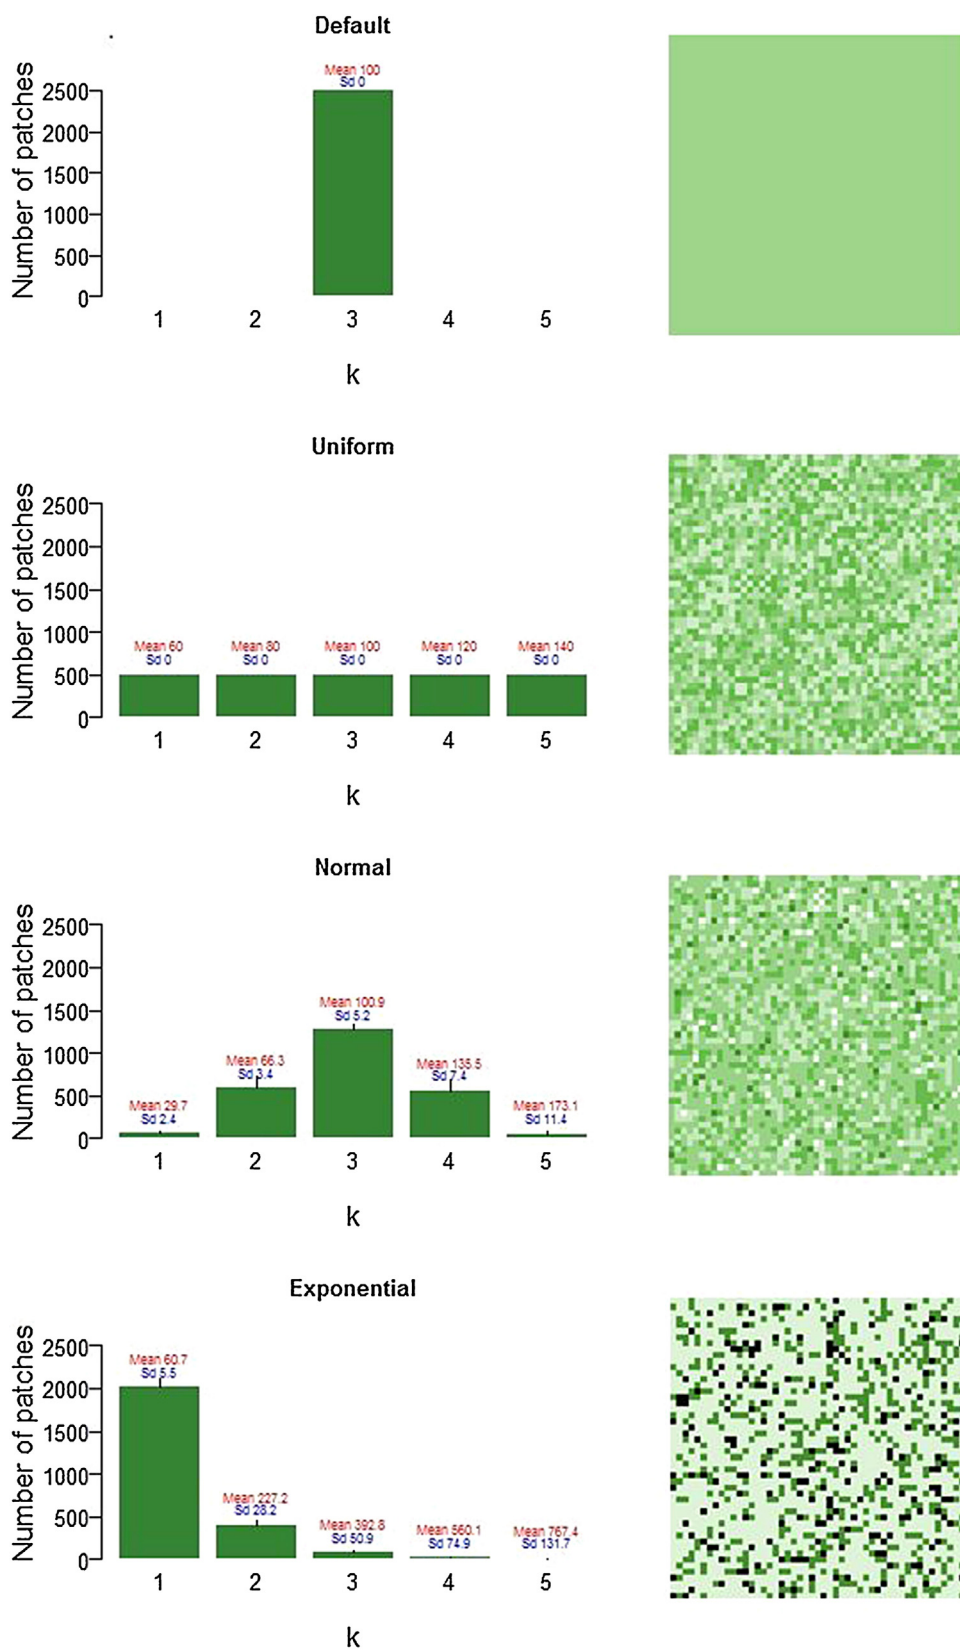 Default
Number of patches
2500
2000
1500
1000
500
0
Mean 100
Sd 0
1 2 3 4 5
k
Uniform
Number of patches
2500
2000
1500
1000
500
0
Mean 60 Mean 80 Mean 100 Mean 120 Mean 140
Sd 0 Sd 0 Sd 0 Sd 0 Sd 0
1 2 3 4 5
k
Normal
Number of patches
2500
2000
1500
1000
500
0
Mean 29.7
Sd 2.4
Mean 66.3
Sd 3.4
Mean 100.9
Sd 5.2
Mean 135.5
Sd 7.4
Mean 173.1
Sd 11.4
1 2 3 4 5
k
Exponential
Number of patches
2500
2000
1500
1000
500
0
Mean 60.7
Sd 5.5
Mean 227.2
Sd 28.2
Mean 392.8
Sd 50.9
Mean 560.1
Sd 74.9
Mean 767.4
Sd 131.7
1 2 3 4 5
k